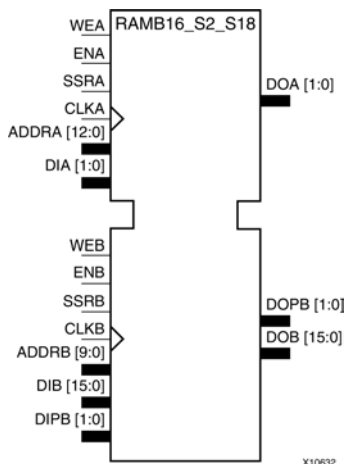 RAMB16_S2_S18
WEA
ENA
SSRA
CLKA
ADDRA [12:0]
DIA [1:0]
DOA [1:0]
WEB
ENB
SSRB
CLKB
ADDRB [9:0]
DIB [15:0]
DIPB [1:0]
DOPB [1:0]
DOB [15:0]
X10632